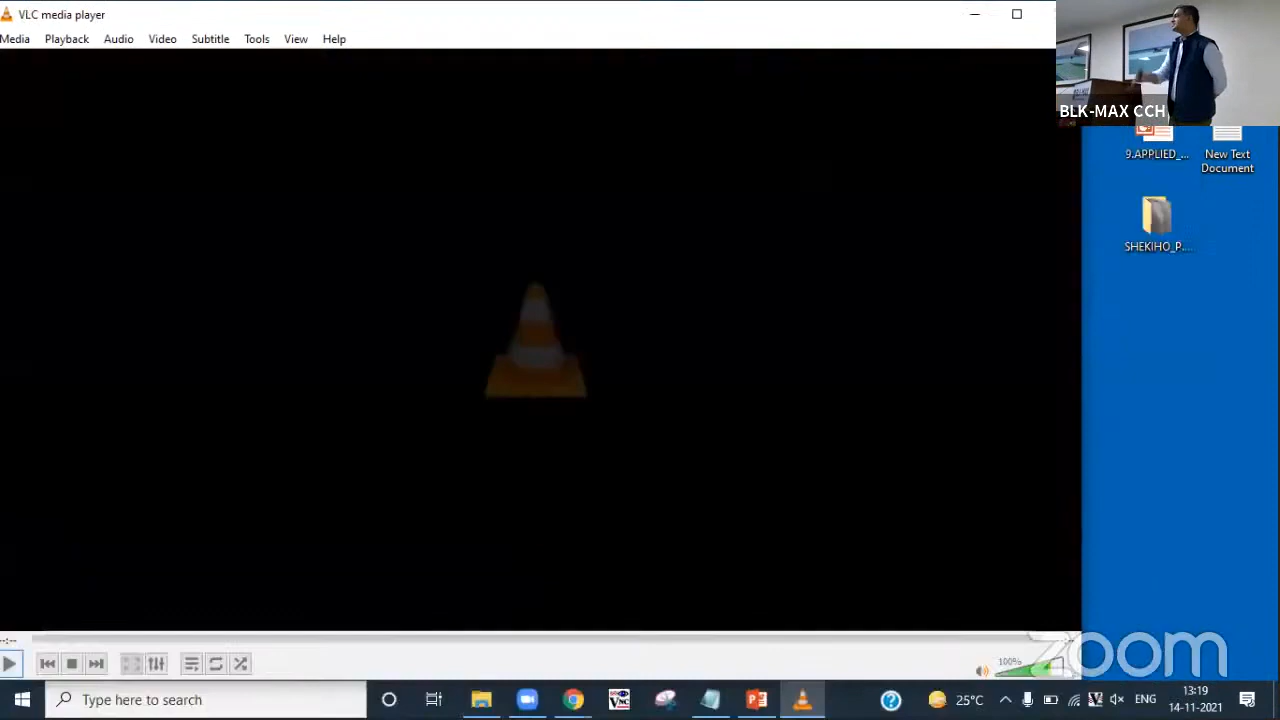 VLC media player
Media Playback Audio Video Subtitle Tools View Help
BLK-MAX CCH
9.APPLIED_...
New Text
Document
SHEKIHO_P....
--:--
100%
zoom
Type here to search
VNC
25°C
ENG
13:19
14-11-2021